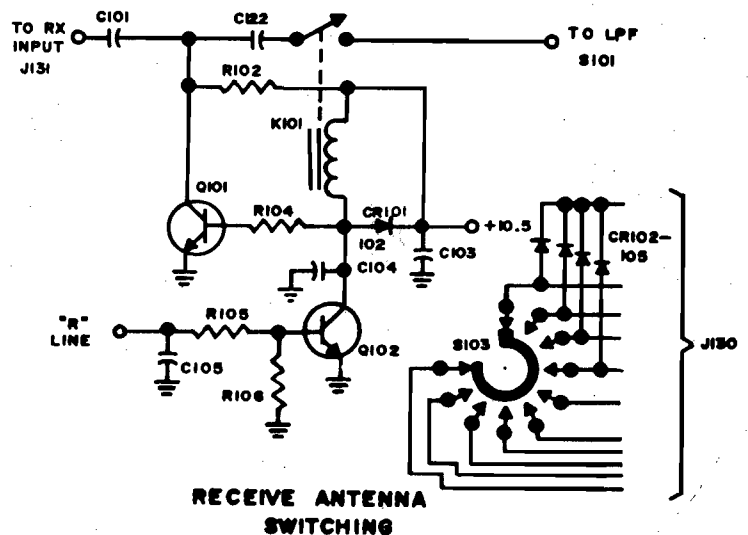 C101
C122
TO RX
INPUT
J131
TO LPF
S101
R102
K101
Q101
R104
CR101
102
+10.5
C103
C104
CR102-
105
"R"
LINE
R105
C105
R106
Q102
S103
J130
RECEIVE ANTENNA
SWITCHING